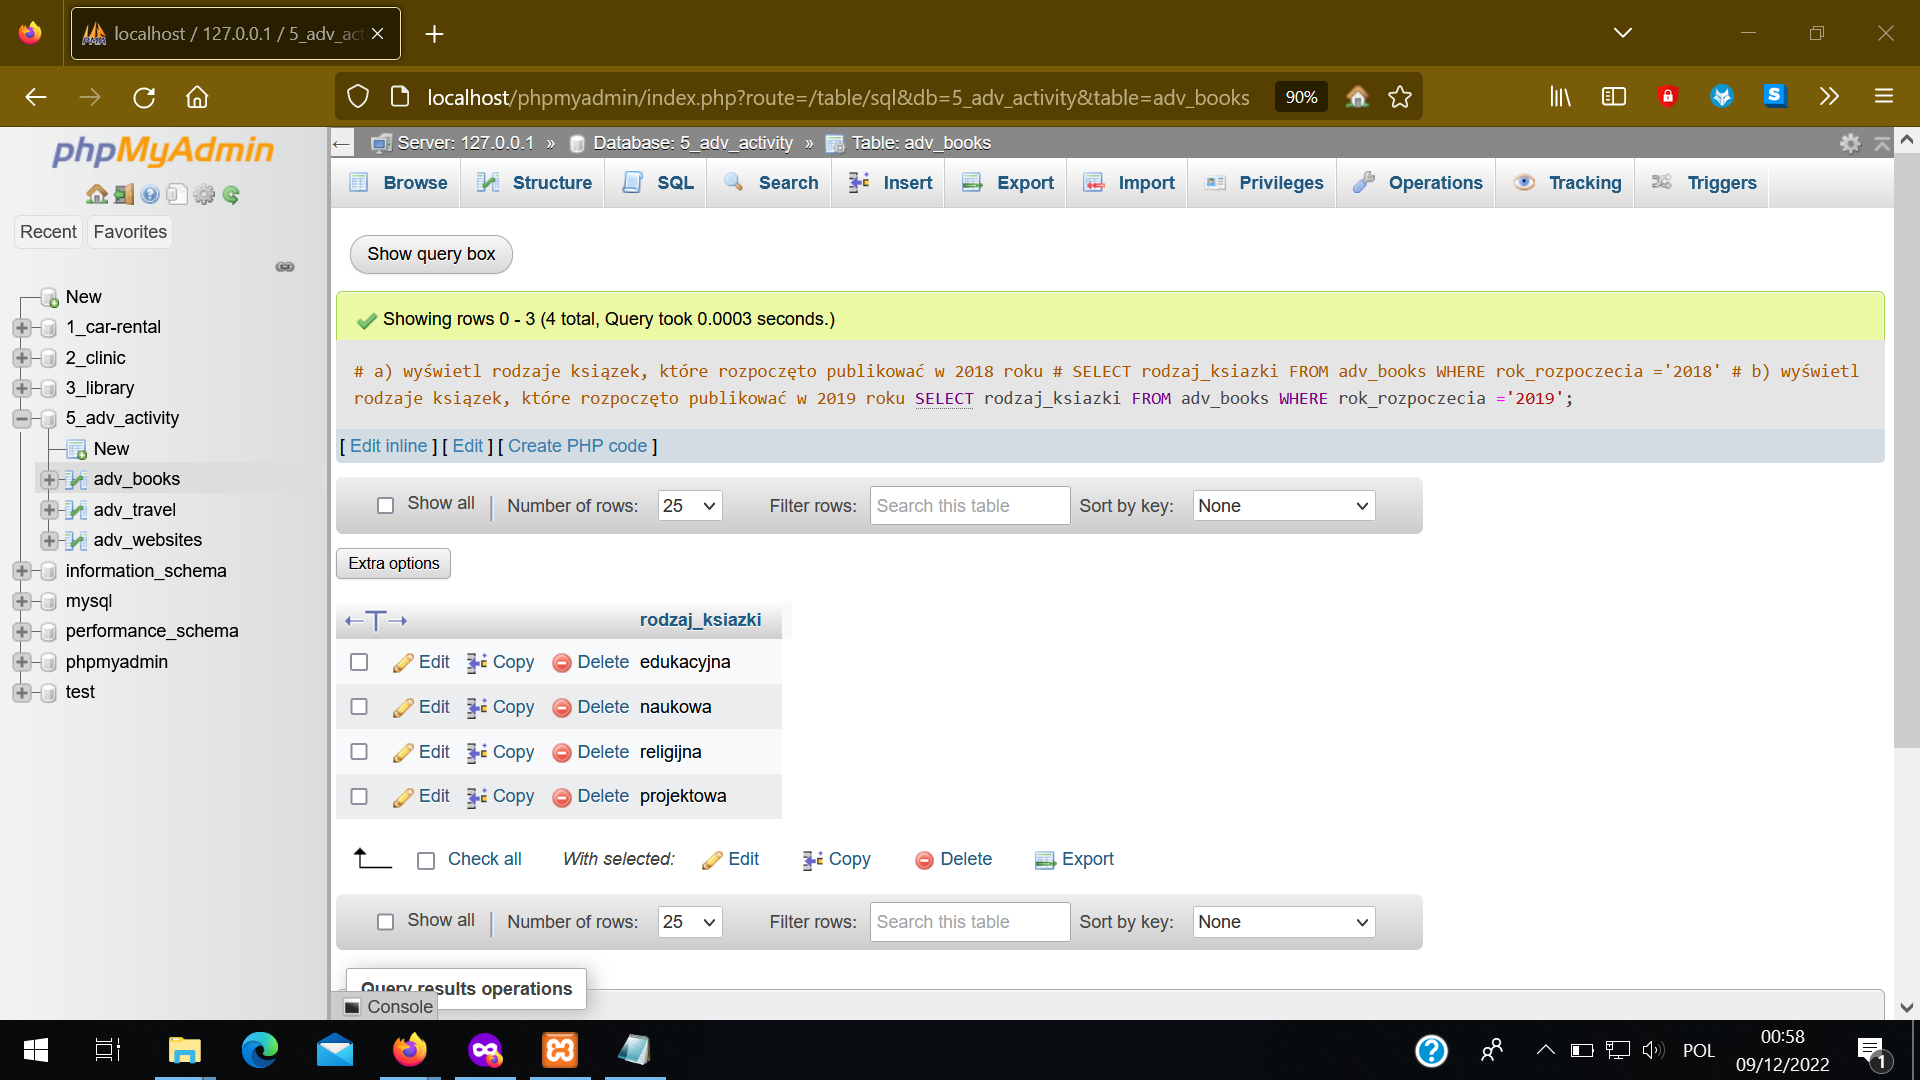 localhost / 127.0.0.1 / 5_adv_act
localhost/phpmyadmin/index.php?route=/table/sql&db=5_adv_activity&table=adv_books 90%
phpMyAdmin
Recent Favorites
New
1_car-rental
2_clinic
3_library
5_adv_activity
New
adv_books
adv_travel
adv_websites
information_schema
mysql
performance_schema
phpmyadmin
test
Server: 127.0.0.1 » Database: 5_adv_activity » Table: adv_books
Browse Structure SQL Search Insert Export Import Privileges Operations Tracking Triggers
Show query box
Showing rows 0 - 3 (4 total, Query took 0.0003 seconds.)
# a) wyświetl rodzaje książek, które rozpoczęto publikować w 2018 roku # SELECT rodzaj_ksiazki FROM adv_books WHERE rok_rozpoczecia ='2018' # b) wyświetl
rodzaje książek, które rozpoczęto publikować w 2019 roku SELECT rodzaj_ksiazki FROM adv_books WHERE rok_rozpoczecia ='2019';
[ Edit inline ] [ Edit ] [ Create PHP code ]
Show all | Number of rows: 25 Filter rows: Search this table Sort by key: None
Extra options
←T→ rodzaj_ksiazki
Edit Copy Delete edukacyjna
Edit Copy Delete naukowa
Edit Copy Delete religijna
Edit Copy Delete projektowa
Check all With selected: Edit Copy Delete Export
Show all | Number of rows: 25 Filter rows: Search this table Sort by key: None
Query results operations
Console
POL
00:58
09/12/2022
1